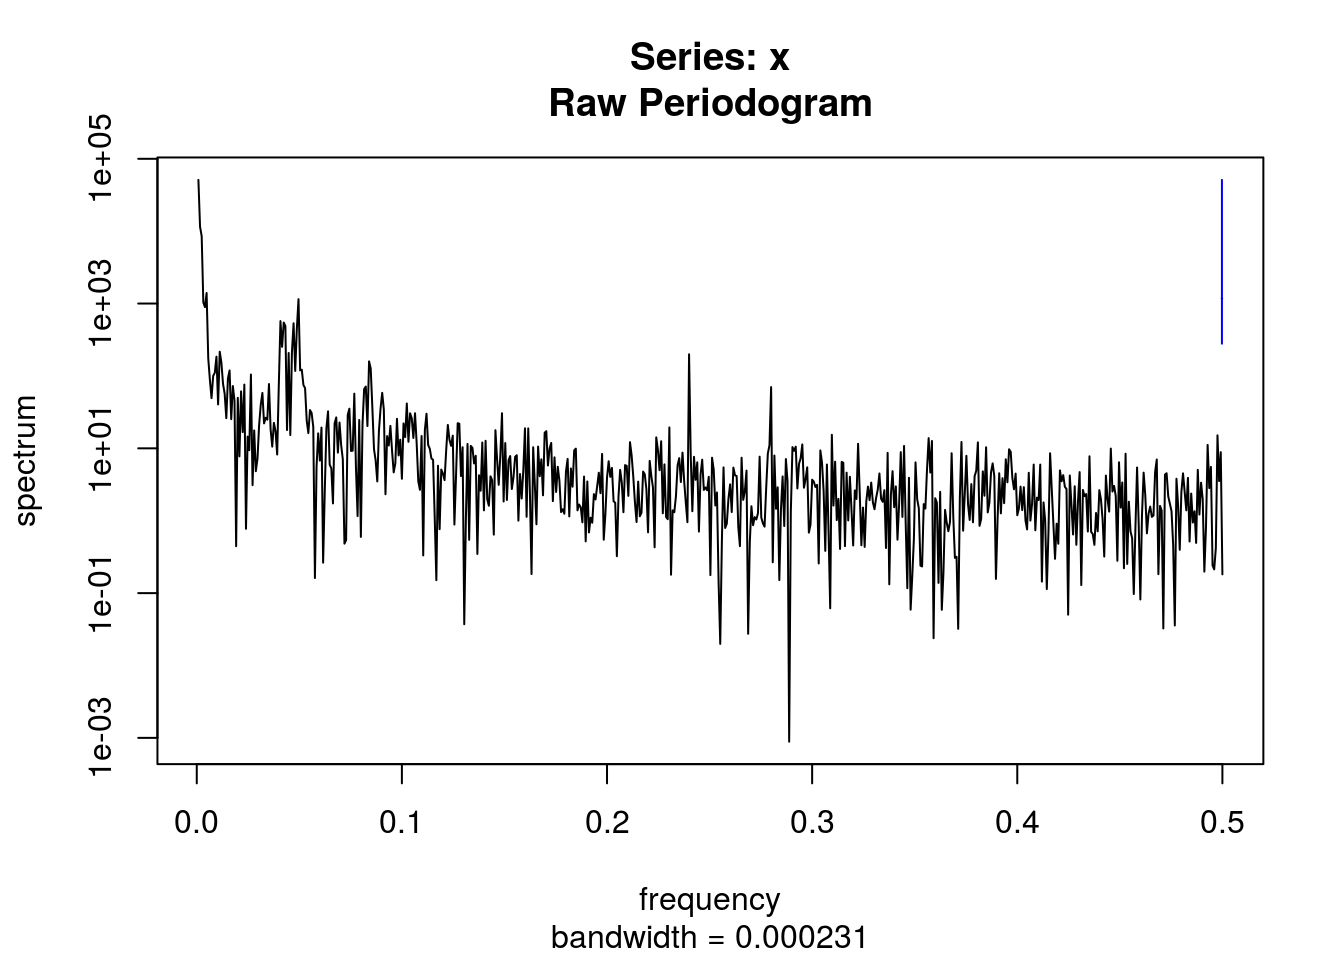 Series: x
Raw Periodogram
spectrum
1e+05
1e+03
1e+01
1e-01
1e-03
0.0 0.1 0.2 0.3 0.4 0.5
frequency
bandwidth = 0.000231